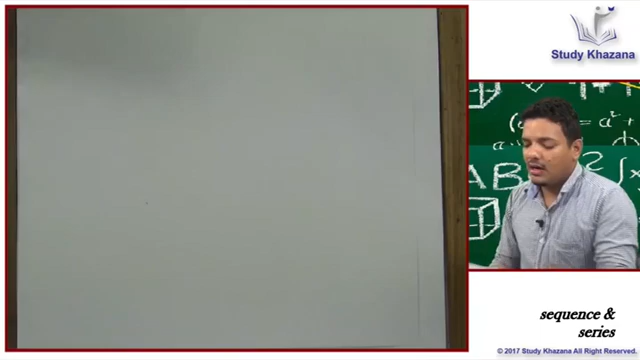 Study Khazana
sequence &
series
© 2017 Study Khazana All Right Reserved.